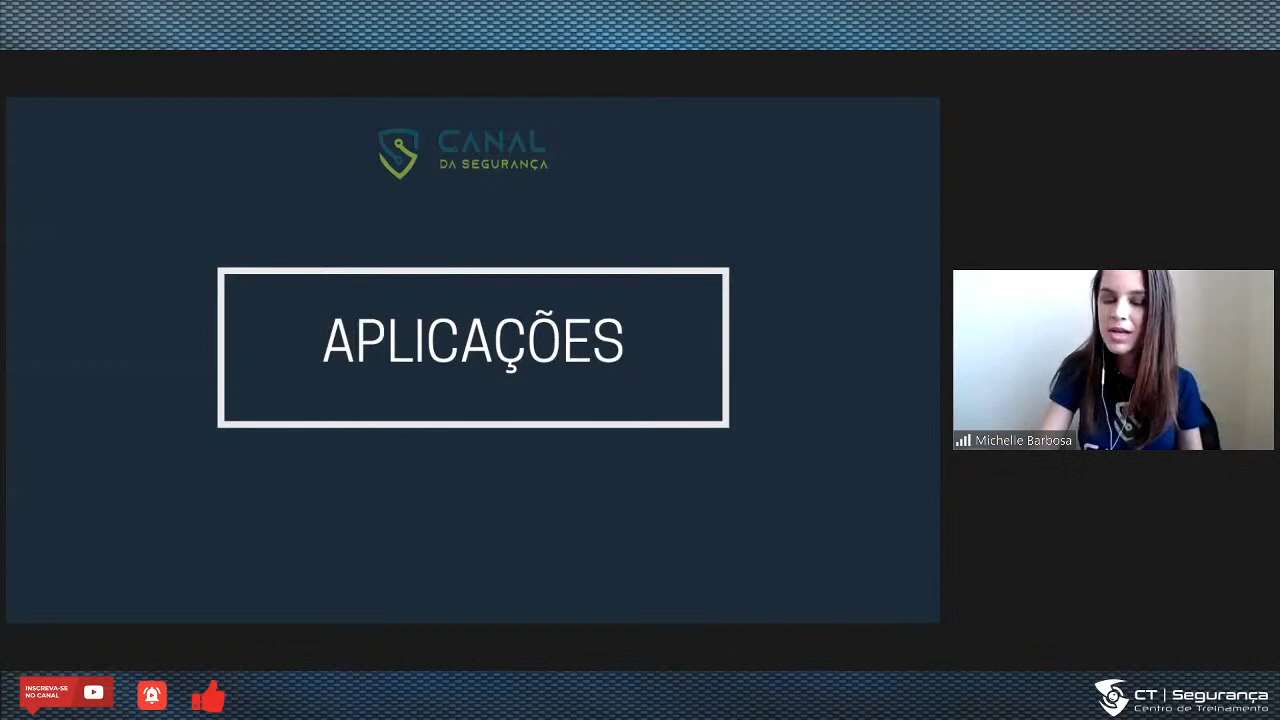 CANAL
DA SEGURANÇA
APLICAÇÕES
Michelle Barbosa
INSCREVA-SE
NO CANAL
CT | Segurança
Centro de Treinamento